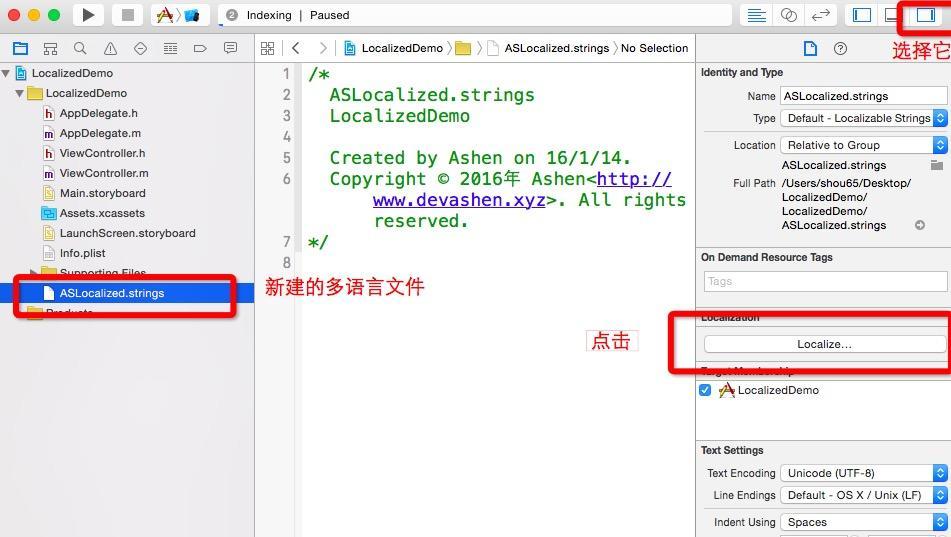 2 Indexing | Paused
选择它
LocalizedDemo
ASLocalized.strings
No Selection
LocalizedDemo
LocalizedDemo
AppDelegate.h
AppDelegate.m
ViewController.h
ViewController.m
Main.storyboard
Assets.xcassets
LaunchScreen.storyboard
Info.plist
Supporting Files
ASLocalized.strings
Products
1 /*
2 ASLocalized.strings
3 LocalizedDemo
4
5 Created by Ashen on 16/1/14.
6 Copyright © 2016年 Ashen<http://
www.devashen.xyz>. All rights
reserved.
7 */
8
新建的多语言文件
点击
Identity and Type
Name ASLocalized.strings
Type Default - Localizable Strings
Location Relative to Group
ASLocalized.strings
Full Path /Users/shou65/Desktop/
LocalizedDemo/
LocalizedDemo/
ASLocalized.strings
On Demand Resource Tags
Tags
Localization
Localize...
Target Membership
LocalizedDemo
Text Settings
Text Encoding Unicode (UTF-8)
Line Endings Default - OS X / Unix (LF)
Indent Using Spaces